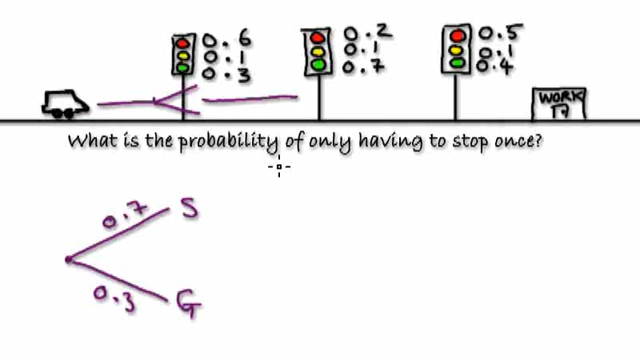 0.6
0.1
0.3
0.2
0.1
0.7
0.5
0.1
0.4
WORK
What is the probability of only having to stop once?
0.7 S
0.3 G